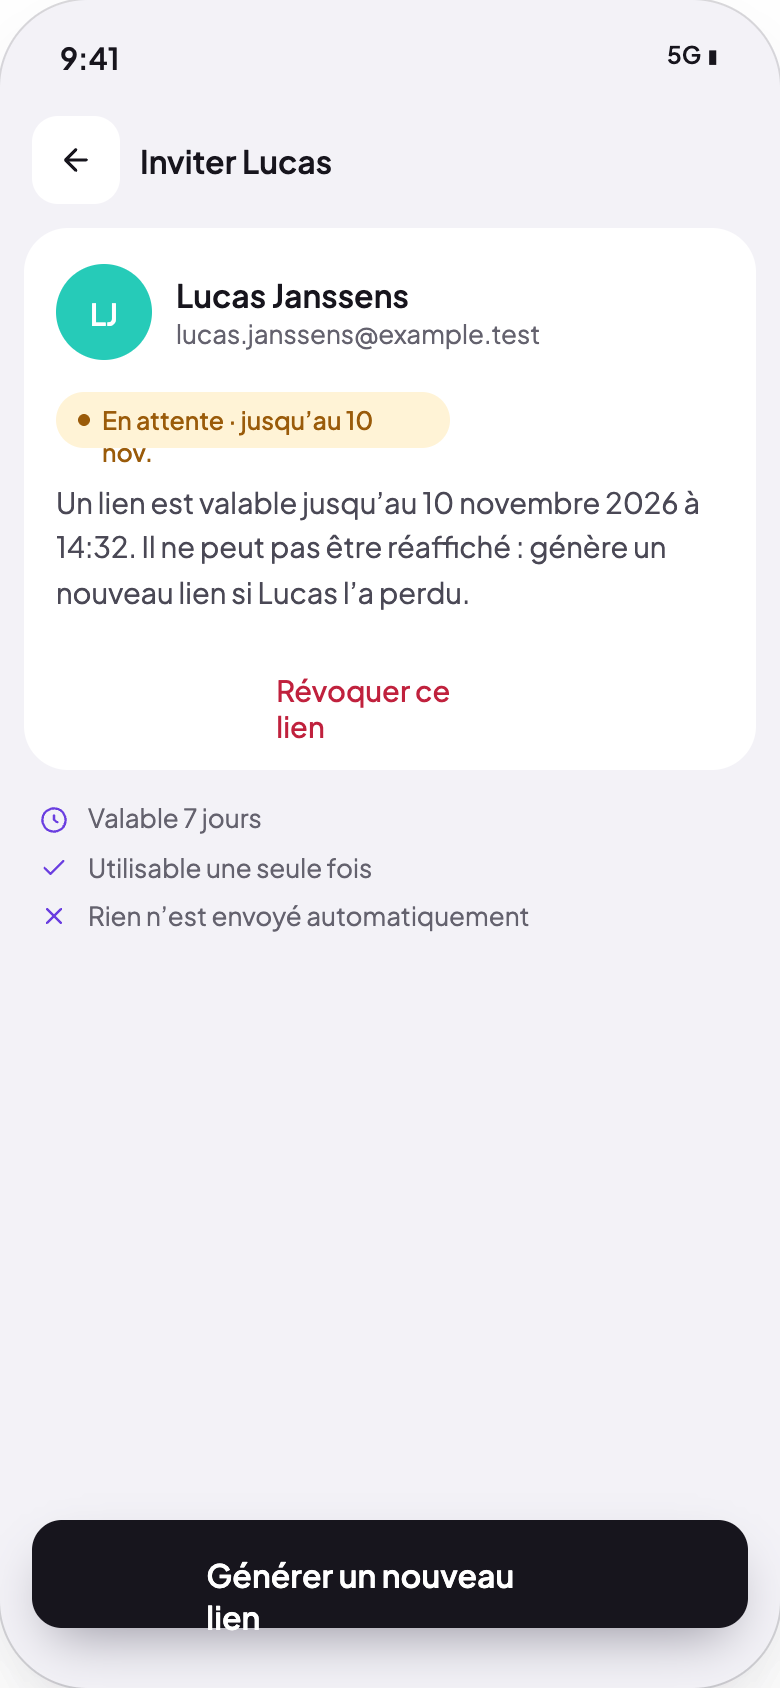 9:41
5G
Inviter Lucas
LJ
Lucas Janssens
lucas.janssens@example.test
En attente · jusqu’au 10
nov.
Un lien est valable jusqu’au 10 novembre 2026 à
14:32. Il ne peut pas être réaffiché : génère un
nouveau lien si Lucas l’a perdu.
Révoquer ce
lien
Valable 7 jours
Utilisable une seule fois
Rien n’est envoyé automatiquement
Générer un nouveau
lien